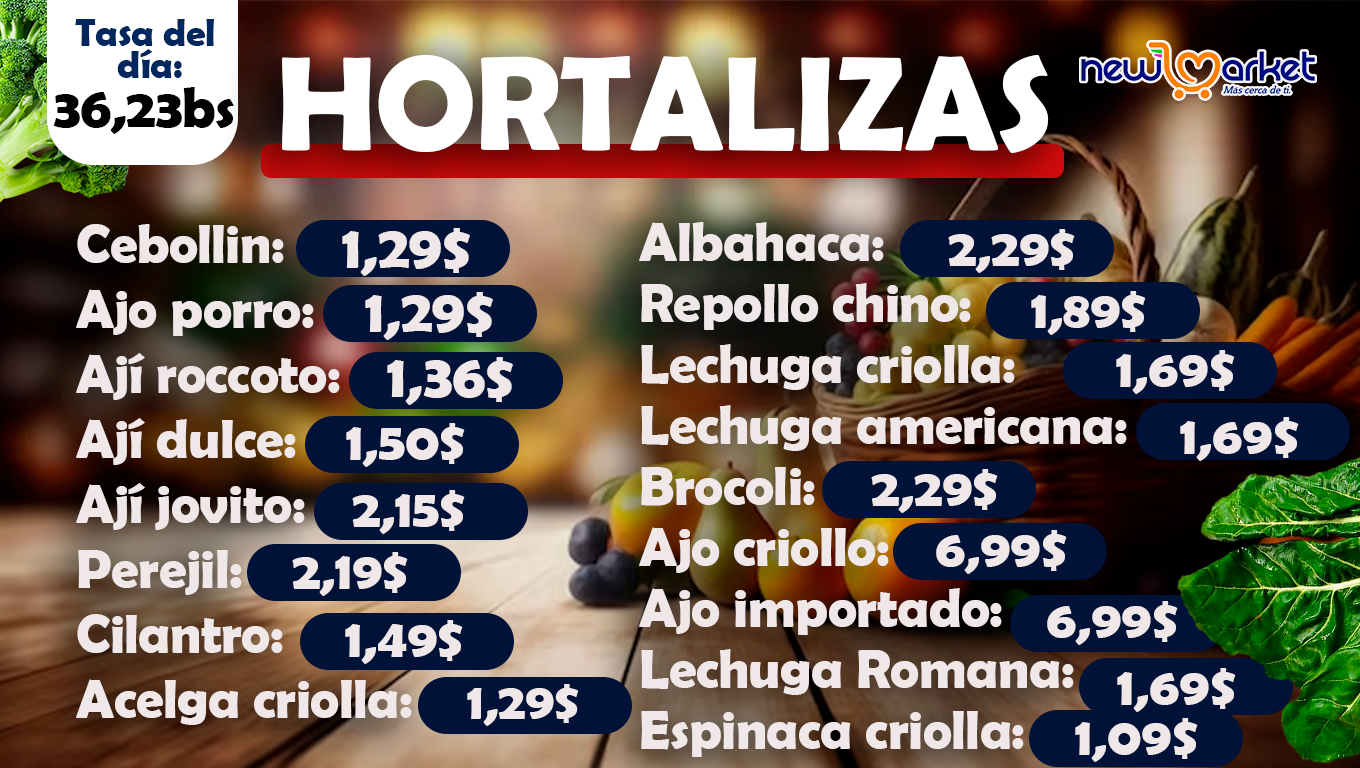 Tasa del
día:
36,23bs
HORTALIZAS
new market
Más cerca de ti.
Cebollin: 1,29$
Ajo porro: 1,29$
Ají roccoto: 1,36$
Ají dulce: 1,50$
Ají jovito: 2,15$
Perejil: 2,19$
Cilantro: 1,49$
Acelga criolla: 1,29$
Albahaca: 2,29$
Repollo chino: 1,89$
Lechuga criolla: 1,69$
Lechuga americana: 1,69$
Brocoli: 2,29$
Ajo criollo: 6,99$
Ajo importado: 6,99$
Lechuga Romana: 1,69$
Espinaca criolla: 1,09$